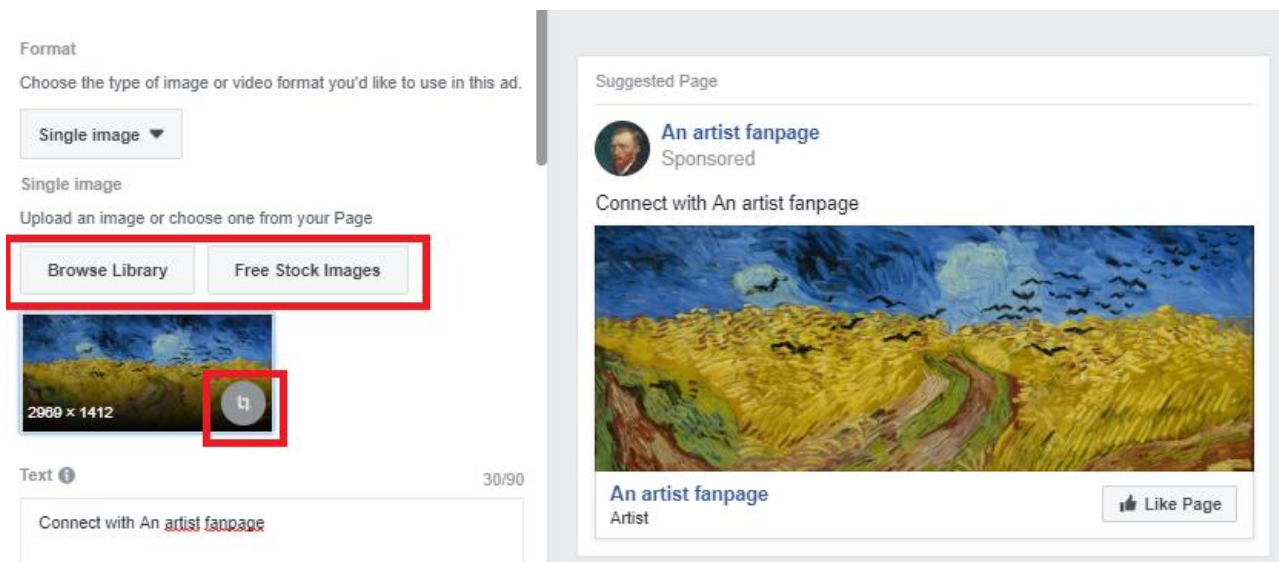 Format
Choose the type of image or video format you'd like to use in this ad.
Single image
Single image
Upload an image or choose one from your Page
Browse Library
Free Stock Images
2969 × 1412
Text
30/90
Connect with An artist fanpage
Suggested Page
An artist fanpage
Sponsored
Connect with An artist fanpage
An artist fanpage
Artist
Like Page